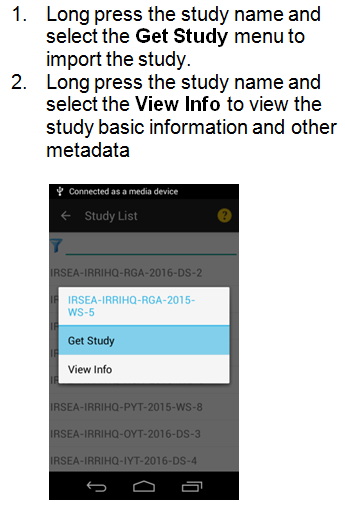 1. Long press the study name and
select the Get Study menu to
import the study.
2. Long press the study name and
select the View Info to view the
study basic information and other
metadata
Connected as a media device
Study List
?
IRSEA-IRRIHQ-RGA-2016-DS-2
IRSEA-IRRIHQ-RGA-2015-
WS-5
Get Study
View Info
IRSEA-IRRIHQ-PYT-2015-WS-8
IRSEA-IRRIHQ-OYT-2016-DS-3
IRSEA-IRRIHQ-IYT-2016-DS-4